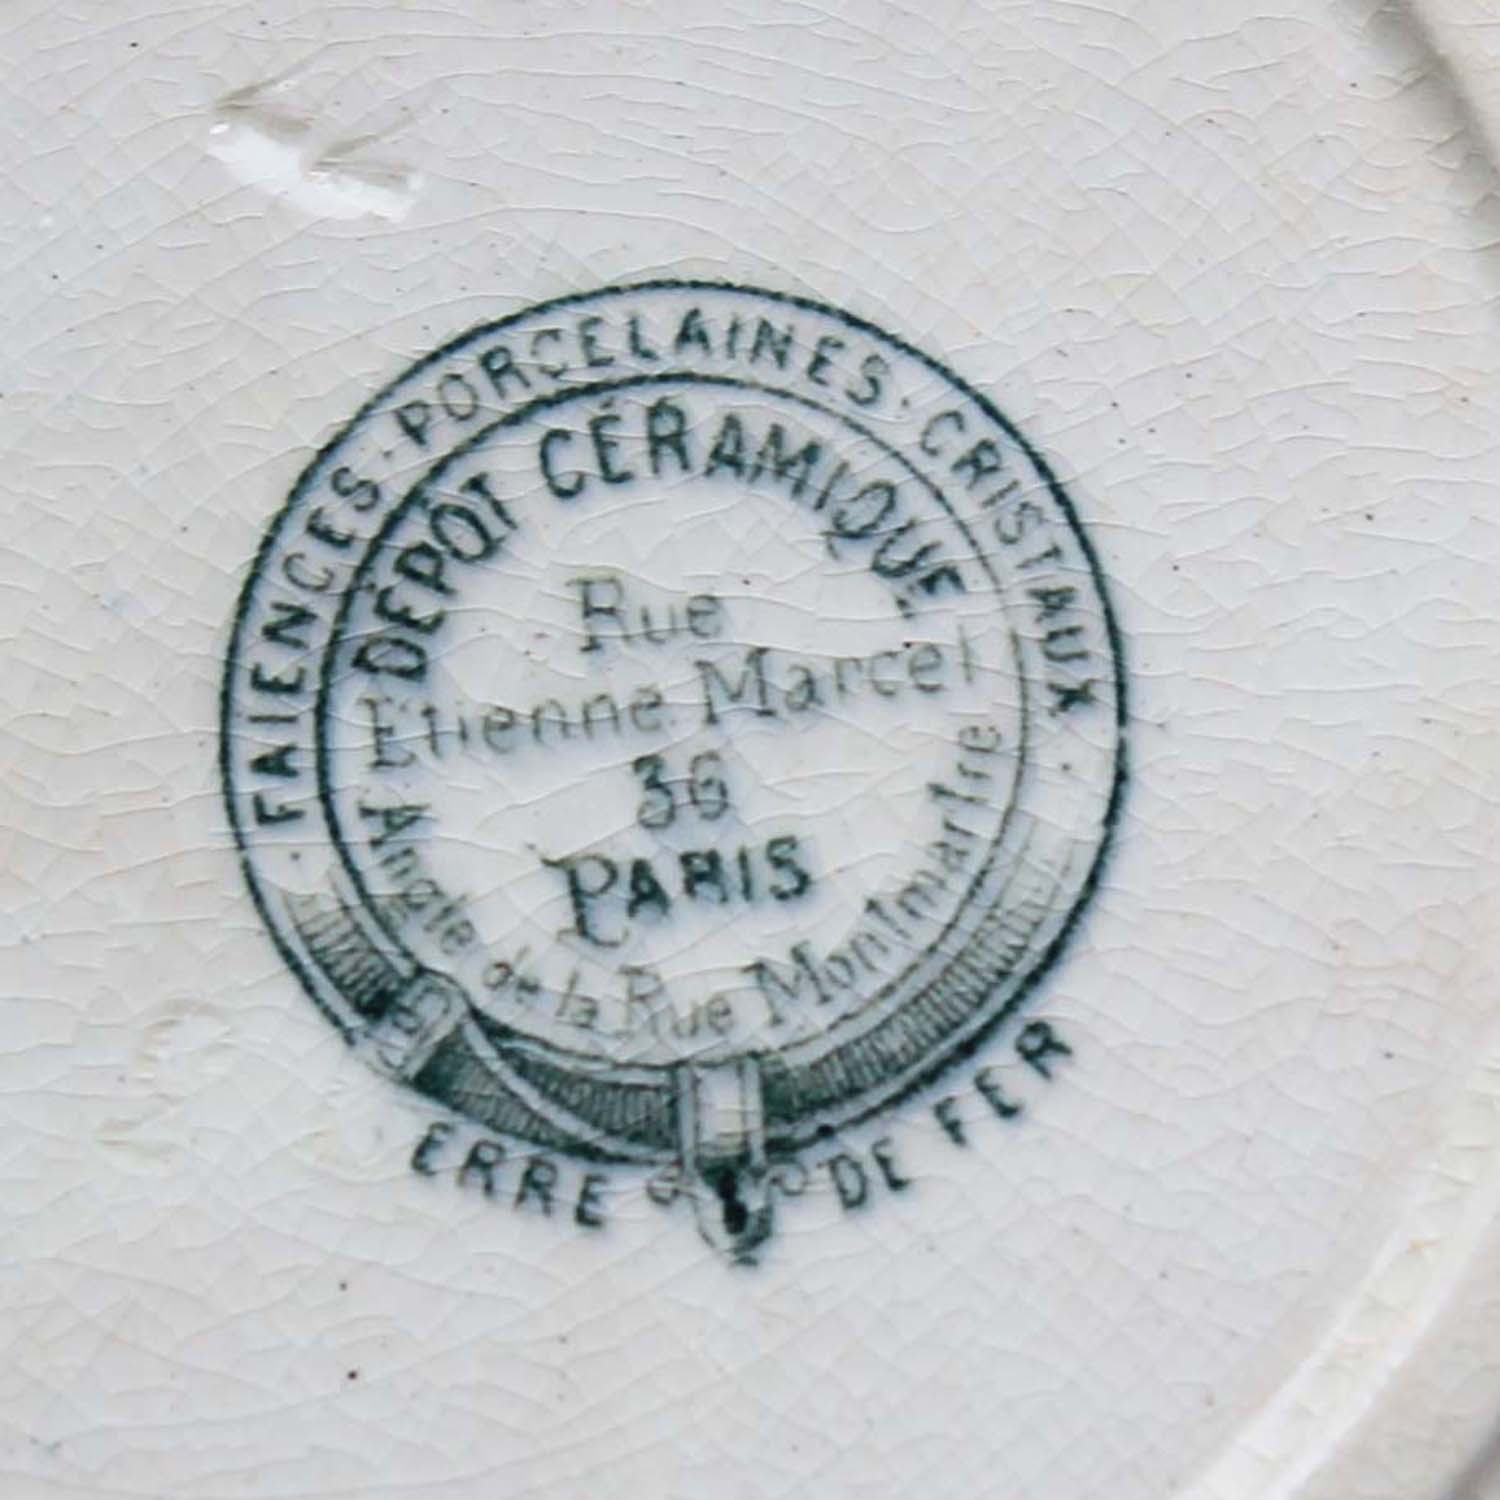 FAIENCES · PORCELAINES · CRISTAUX ·
DÉPÔT CÉRAMIQUE
Rue
Etienne Marcel
36
PARIS
Angle de la Rue Montmartre
ERRE DE FER